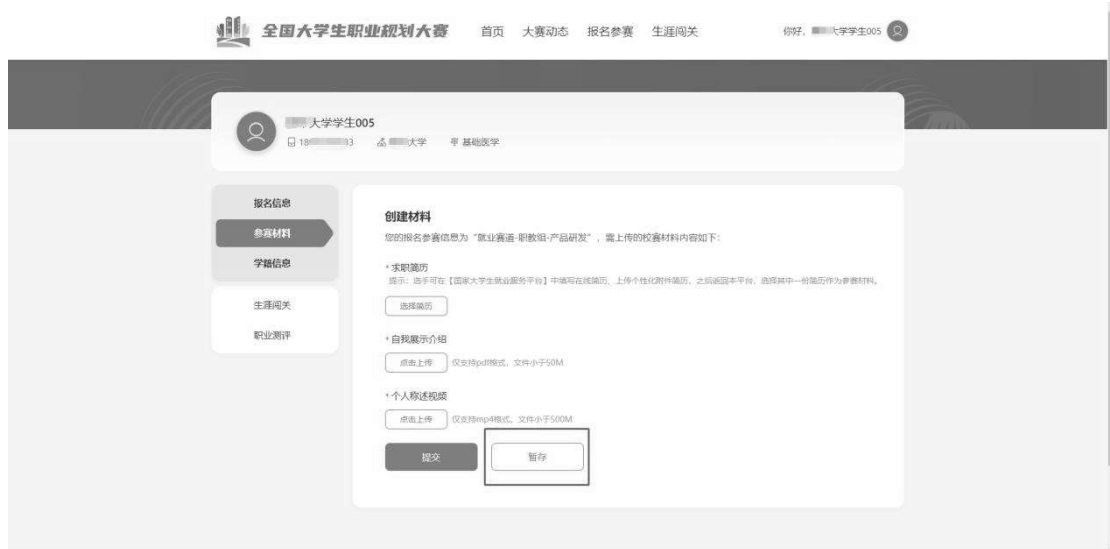 全国大学生职业规划大赛 首页 大赛动态 报名参赛 生涯闯关 你好, 大学学生005
大学学生005
18 13 大学 基础医学
报名信息
参赛材料
学籍信息
生涯闯关
职业测评
创建材料
您的报名参赛信息为“就业赛道-职教组-产品研发”，需上传的校赛材料内容如下：
* 求职简历
提示：选手可在【国家大学生就业服务平台】中填写在线简历、上传个性化附件简历，之后返回本平台，选择其中一份简历作为参赛材料。
选择简历
* 自我展示介绍
点击上传 仅支持pdf格式，文件小于50M
* 个人称述视频
点击上传 仅支持mp4格式，文件小于500M
提交 暂存